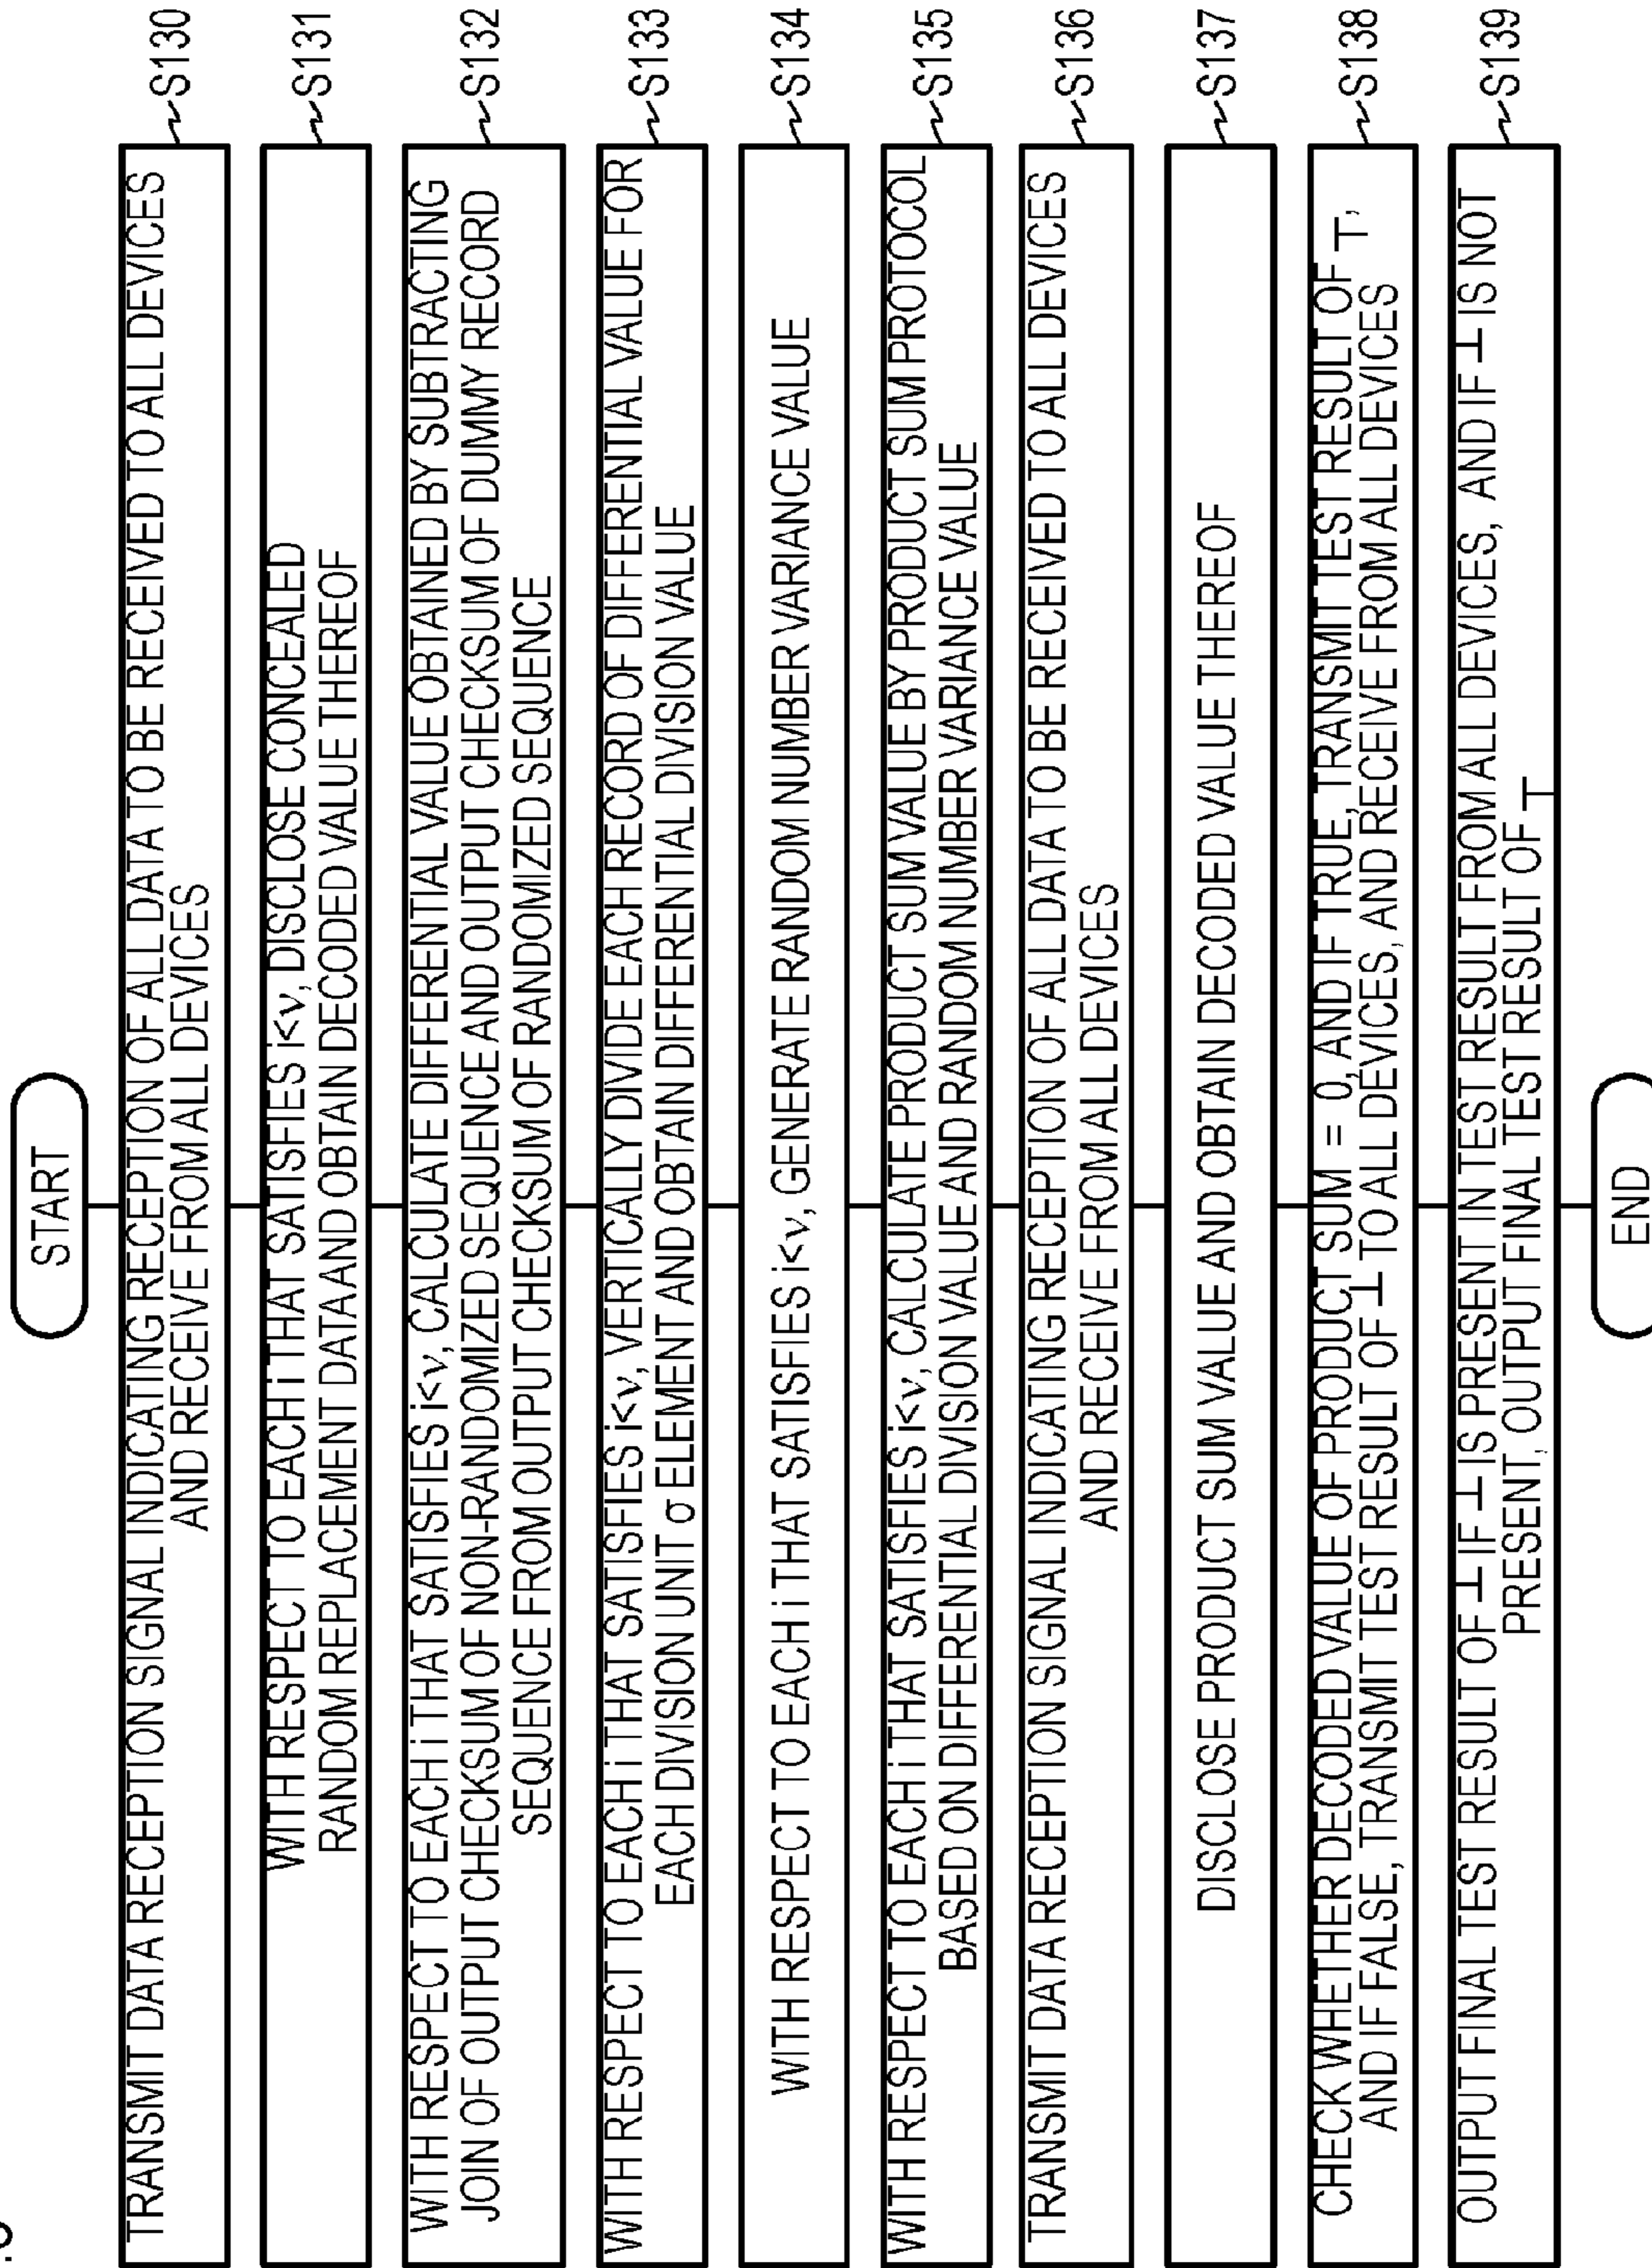 START
TRANSMIT DATA RECEPTION SIGNAL INDICATING RECEPTION OF ALL DATA TO BE RECEIVED TO ALL DEVICES
AND RECEIVE FROM ALL DEVICES
S130
WITH RESPECT TO EACH i THAT SATISFIES i<ν, DISCLOSE CONCEALED
RANDOM REPLACEMENT DATA AND OBTAIN DECODED VALUE THEREOF
S131
WITH RESPECT TO EACH i THAT SATISFIES i<ν, CALCULATE DIFFERENTIAL VALUE OBTAINED BY SUBTRACTING
JOIN OF OUTPUT CHECKSUM OF NON-RANDOMIZED SEQUENCE AND OUTPUT CHECKSUM OF DUMMY RECORD
SEQUENCE FROM OUTPUT CHECKSUM OF RANDOMIZED SEQUENCE
S132
WITH RESPECT TO EACH i THAT SATISFIES i<ν, VERTICALLY DIVIDE EACH RECORD OF DIFFERENTIAL VALUE FOR
EACH DIVISION UNIT σ ELEMENT AND OBTAIN DIFFERENTIAL DIVISION VALUE
S133
WITH RESPECT TO EACH i THAT SATISFIES i<ν, GENERATE RANDOM NUMBER VARIANCE VALUE
S134
WITH RESPECT TO EACH i THAT SATISFIES i<ν, CALCULATE PRODUCT SUM VALUE BY PRODUCT SUM PROTOCOL
BASED ON DIFFERENTIAL DIVISION VALUE AND RANDOM NUMBER VARIANCE VALUE
S135
TRANSMIT DATA RECEPTION SIGNAL INDICATING RECEPTION OF ALL DATA TO BE RECEIVED TO ALL DEVICES
AND RECEIVE FROM ALL DEVICES
S136
DISCLOSE PRODUCT SUM VALUE AND OBTAIN DECODED VALUE THEREOF
S137
CHECK WHETHER DECODED VALUE OF PRODUCT SUM = 0, AND IF TRUE, TRANSMIT TEST RESULT OF ⊤,
AND IF FALSE, TRANSMIT TEST RESULT OF ⊥ TO ALL DEVICES, AND RECEIVE FROM ALL DEVICES
S138
OUTPUT FINAL TEST RESULT OF ⊥ IF ⊥ IS PRESENT IN TEST RESULT FROM ALL DEVICES, AND IF ⊥ IS NOT
PRESENT, OUTPUT FINAL TEST RESULT OF ⊤
S139
END